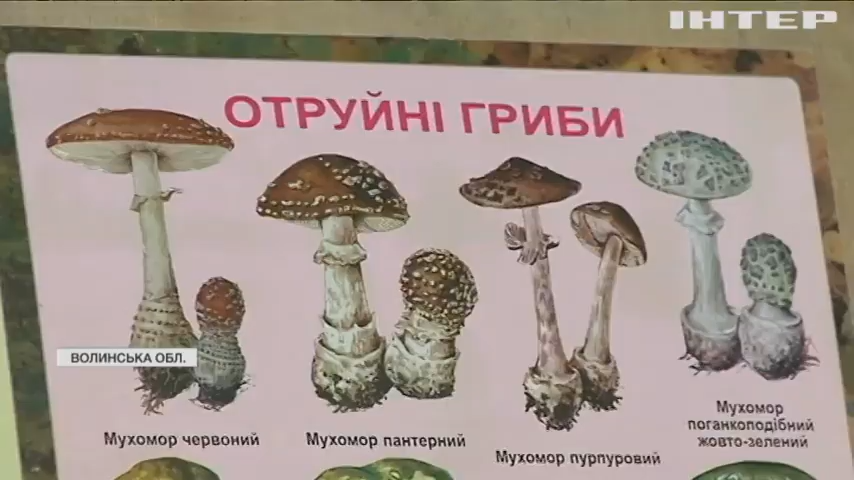 ІНТЕР
ОТРУЙНІ ГРИБИ
ВОЛИНСЬКА ОБЛ.
Мухомор червоний
Мухомор пантерний
Мухомор пурпуровий
Мухомор
поганкоподібний
жовто-зелений